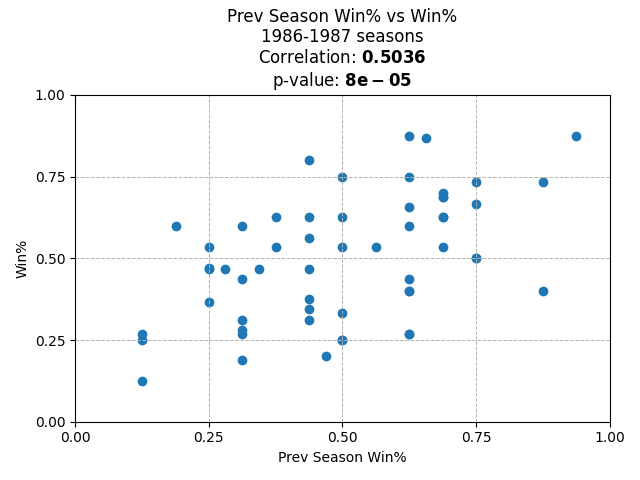 Prev Season Win% vs Win%
1986-1987 seasons
Correlation: 0.5036
p-value: 8e − 05
1.00
0.75
0.50
0.25
0.00
Win%
0.00 0.25 0.50 0.75 1.00
Prev Season Win%